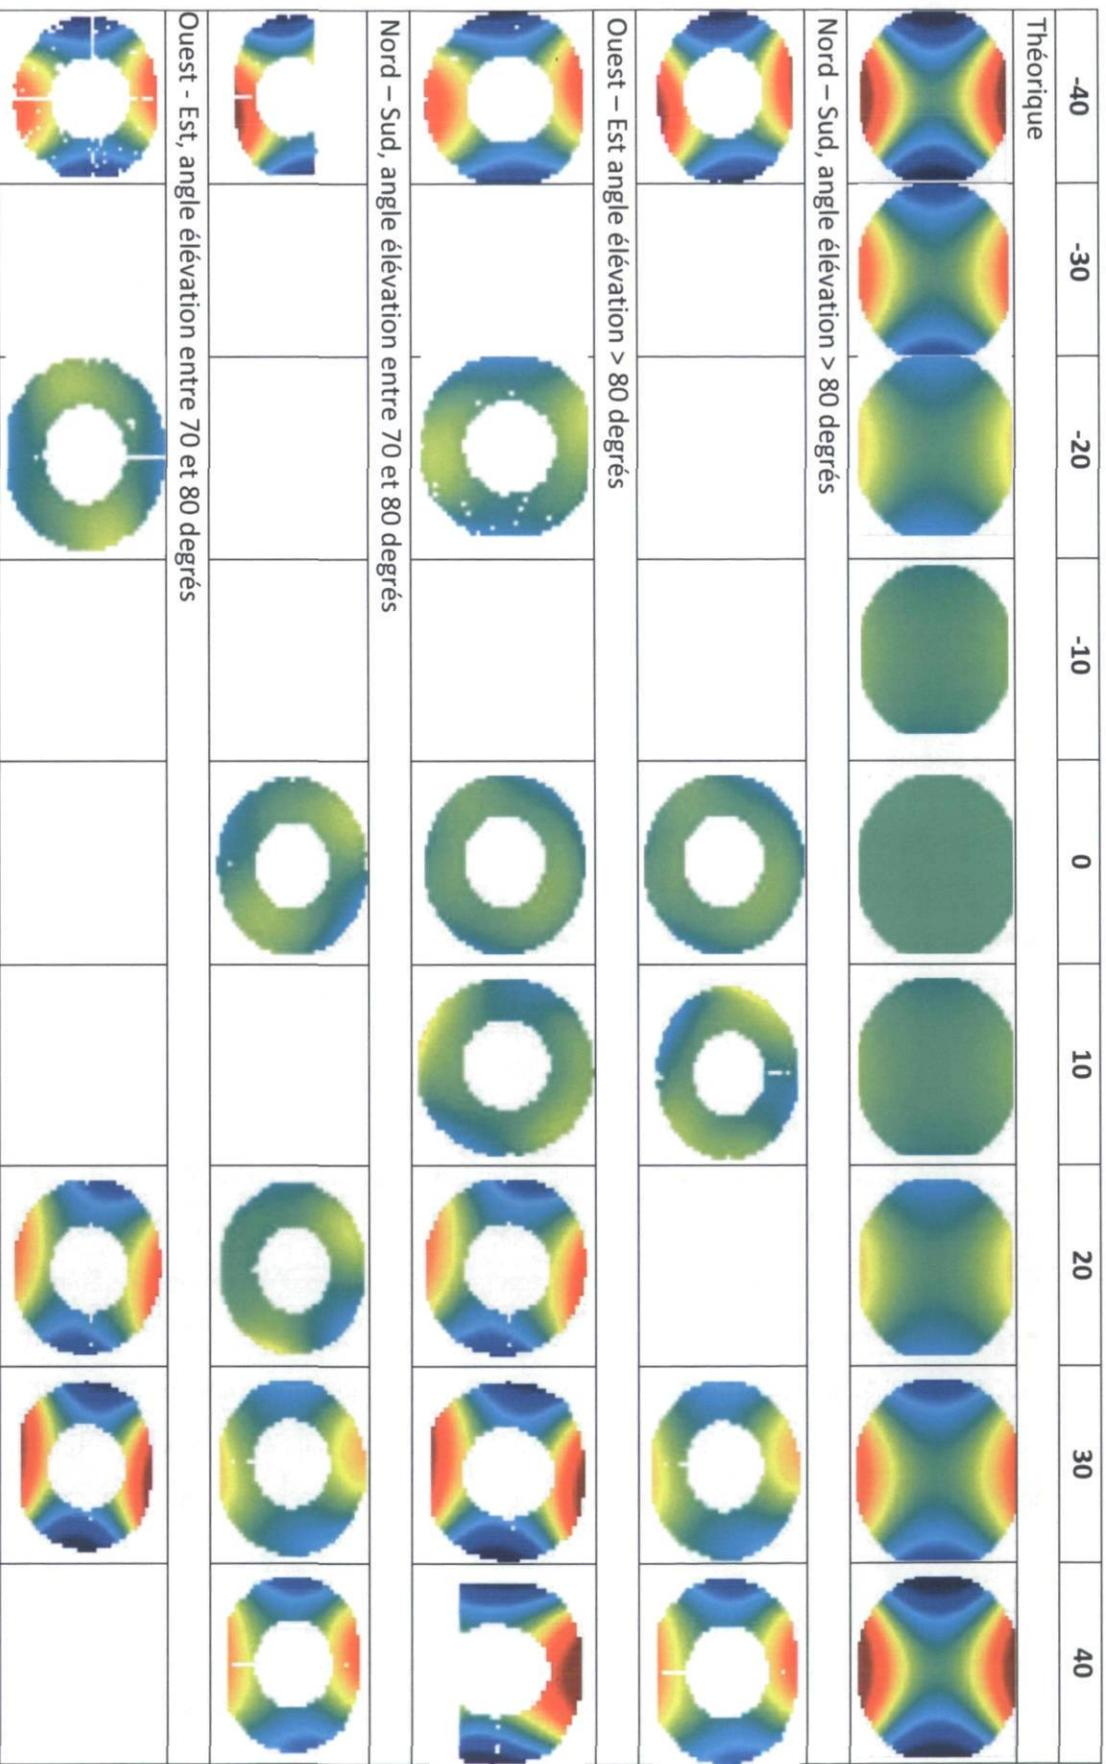 -40 -30 -20 -10 0 10 20 30 40
Théorique
Nord – Sud, angle élévation > 80 degrés
Ouest – Est angle élévation > 80 degrés
Nord – Sud, angle élévation entre 70 et 80 degrés
Ouest - Est, angle élévation entre 70 et 80 degrés